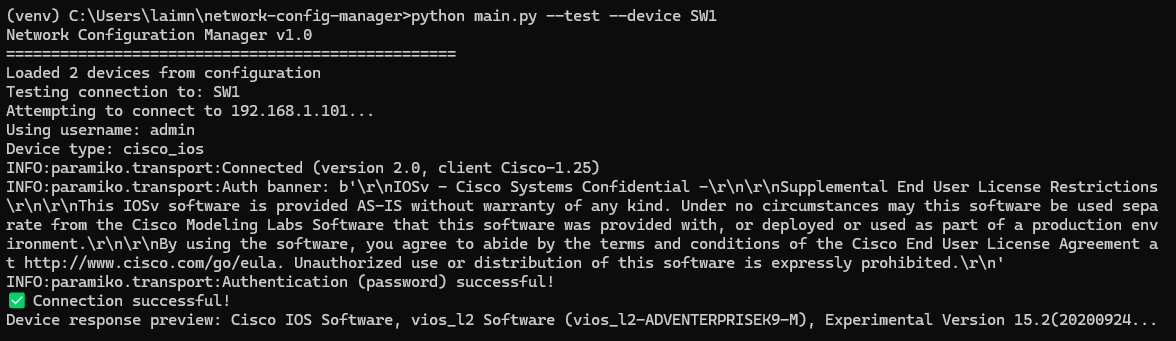 (venv) C:\Users\laimn\network-config-manager>python main.py --test --device SW1
Network Configuration Manager v1.0
==================================================
Loaded 2 devices from configuration
Testing connection to: SW1
Attempting to connect to 192.168.1.101...
Using username: admin
Device type: cisco_ios
INFO:paramiko.transport:Connected (version 2.0, client Cisco-1.25)
INFO:paramiko.transport:Auth banner: b'\r\nIOSv - Cisco Systems Confidential -\r\n\r\nSupplemental End User License Restrictions
\r\n\r\nThis IOSv software is provided AS-IS without warranty of any kind. Under no circumstances may this software be used sepa
rate from the Cisco Modeling Labs Software that this software was provided with, or deployed or used as part of a production env
ironment.\r\n\r\nBy using the software, you agree to abide by the terms and conditions of the Cisco End User License Agreement a
t http://www.cisco.com/go/eula. Unauthorized use or distribution of this software is expressly prohibited.\r\n'
INFO:paramiko.transport:Authentication (password) successful!
✅ Connection successful!
Device response preview: Cisco IOS Software, vios_l2 Software (vios_l2-ADVENTERPRISEK9-M), Experimental Version 15.2(20200924...